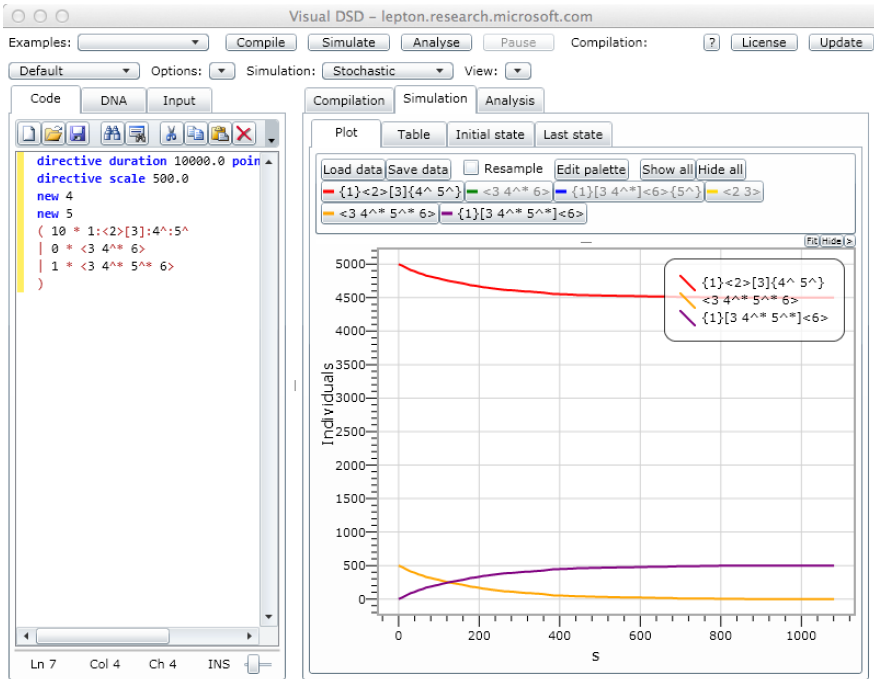 Visual DSD – lepton.research.microsoft.com
Examples: Compile Simulate Analyse Pause Compilation: ? License Update
Default Options: Simulation: Stochastic View:
Code DNA Input
Compilation Simulation Analysis
Plot Table Initial state Last state
directive duration 10000.0 poin
directive scale 500.0
new 4
new 5
( 10 * 1:<2>[3]:4^:5^
| 0 * <3 4^* 6>
| 1 * <3 4^* 5^* 6>
)
Load data Save data Resample Edit palette Show all Hide all
{1}<2>[3]{4^ 5^} <3 4^* 6> {1}[3 4^*]<6>{5^} <2 3>
<3 4^* 5^* 6> {1}[3 4^* 5^*]<6>
Fit Hide >
{1}<2>[3]{4^ 5^}
<3 4^* 5^* 6>
{1}[3 4^* 5^*]<6>
Individuals
5000
4500
4000
3500
3000
2500
2000
1500
1000
500
0
0 200 400 600 800 1000
s
Ln 7 Col 4 Ch 4 INS